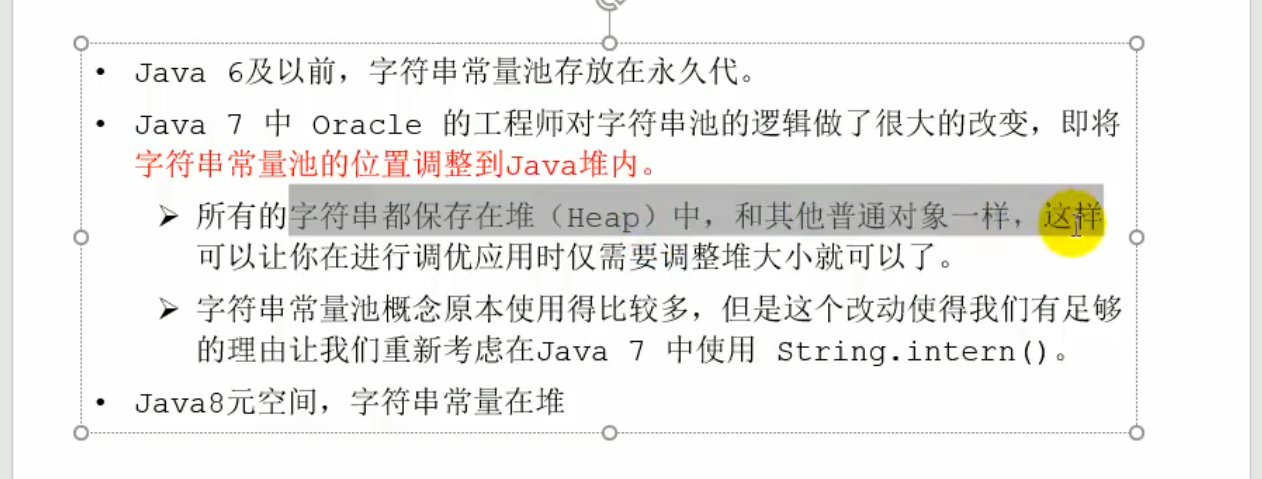 • Java 6及以前，字符串常量池存放在永久代。
• Java 7 中 Oracle 的工程师对字符串池的逻辑做了很大的改变，即将
字符串常量池的位置调整到Java堆内。
➢ 所有的字符串都保存在堆（Heap）中，和其他普通对象一样，这样
可以让你在进行调优应用时仅需要调整堆大小就可以了。
➢ 字符串常量池概念原本使用得比较多，但是这个改动使得我们有足够
的理由让我们重新考虑在Java 7 中使用 String.intern()。
• Java8元空间，字符串常量在堆